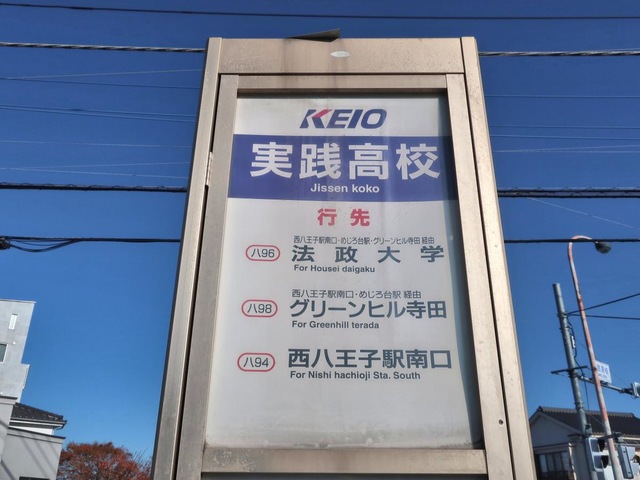 KEIO
実践高校
Jissen koko
行先
西八王子駅南口・めじろ台駅・グリーンヒル寺田 経由
八96 法政大学
For Housei daigaku
西八王子駅南口・めじろ台駅 経由
八98 グリーンヒル寺田
For Greenhill terada
八94 西八王子駅南口
For Nishi hachioji Sta. South